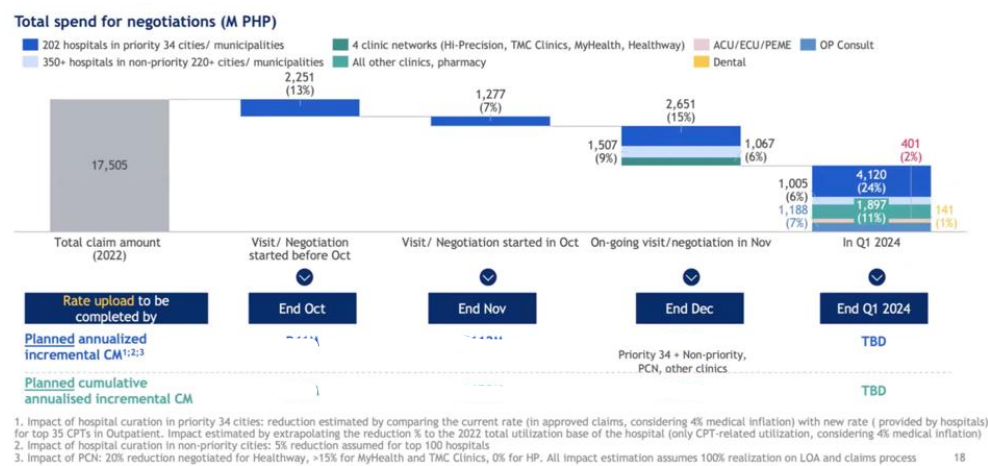 Total spend for negotiations (M PHP)
202 hospitals in priority 34 cities/ municipalities
4 clinic networks (Hi-Precision, TMC Clinics, MyHealth, Healthway)
ACU/ECU/PEME
OP Consult
350+ hospitals in non-priority 220+ cities/ municipalities
All other clinics, pharmacy
Dental
17,505
2,251
(13%)
1,277
(7%)
2,651
(15%)
1,507
(9%)
1,067
(6%)
401
(2%)
4,120
(24%)
1,005
(6%)
1,897
(11%)
1,188
(7%)
141
(1%)
Total claim amount
(2022)
Visit/ Negotiation
started before Oct
Visit/ Negotiation started in Oct
On-going visit/negotiation in Nov
In Q1 2024
Rate upload to be
completed by
End Oct
End Nov
End Dec
End Q1 2024
Planned annualized
incremental CM1;2;3
Priority 34 + Non-priority,
PCN, other clinics
TBD
Planned cumulative
annualised incremental CM
TBD
1. Impact of hospital curation in priority 34 cities: reduction estimated by comparing the current rate (in approved claims, considering 4% medical inflation) with new rate ( provided by hospitals)
for top 35 CPTs in Outpatient. Impact estimated by extrapolating the reduction % to the 2022 total utilization base of the hospital (only CPT-related utilization, considering 4% medical inflation)
2. Impact of hospital curation in non-priority cities: 5% reduction assumed for top 100 hospitals
3. Impact of PCN: 20% reduction negotiated for Healthway, >15% for MyHealth and TMC Clinics, 0% for HP. All impact estimation assumes 100% realization on LOA and claims process
18